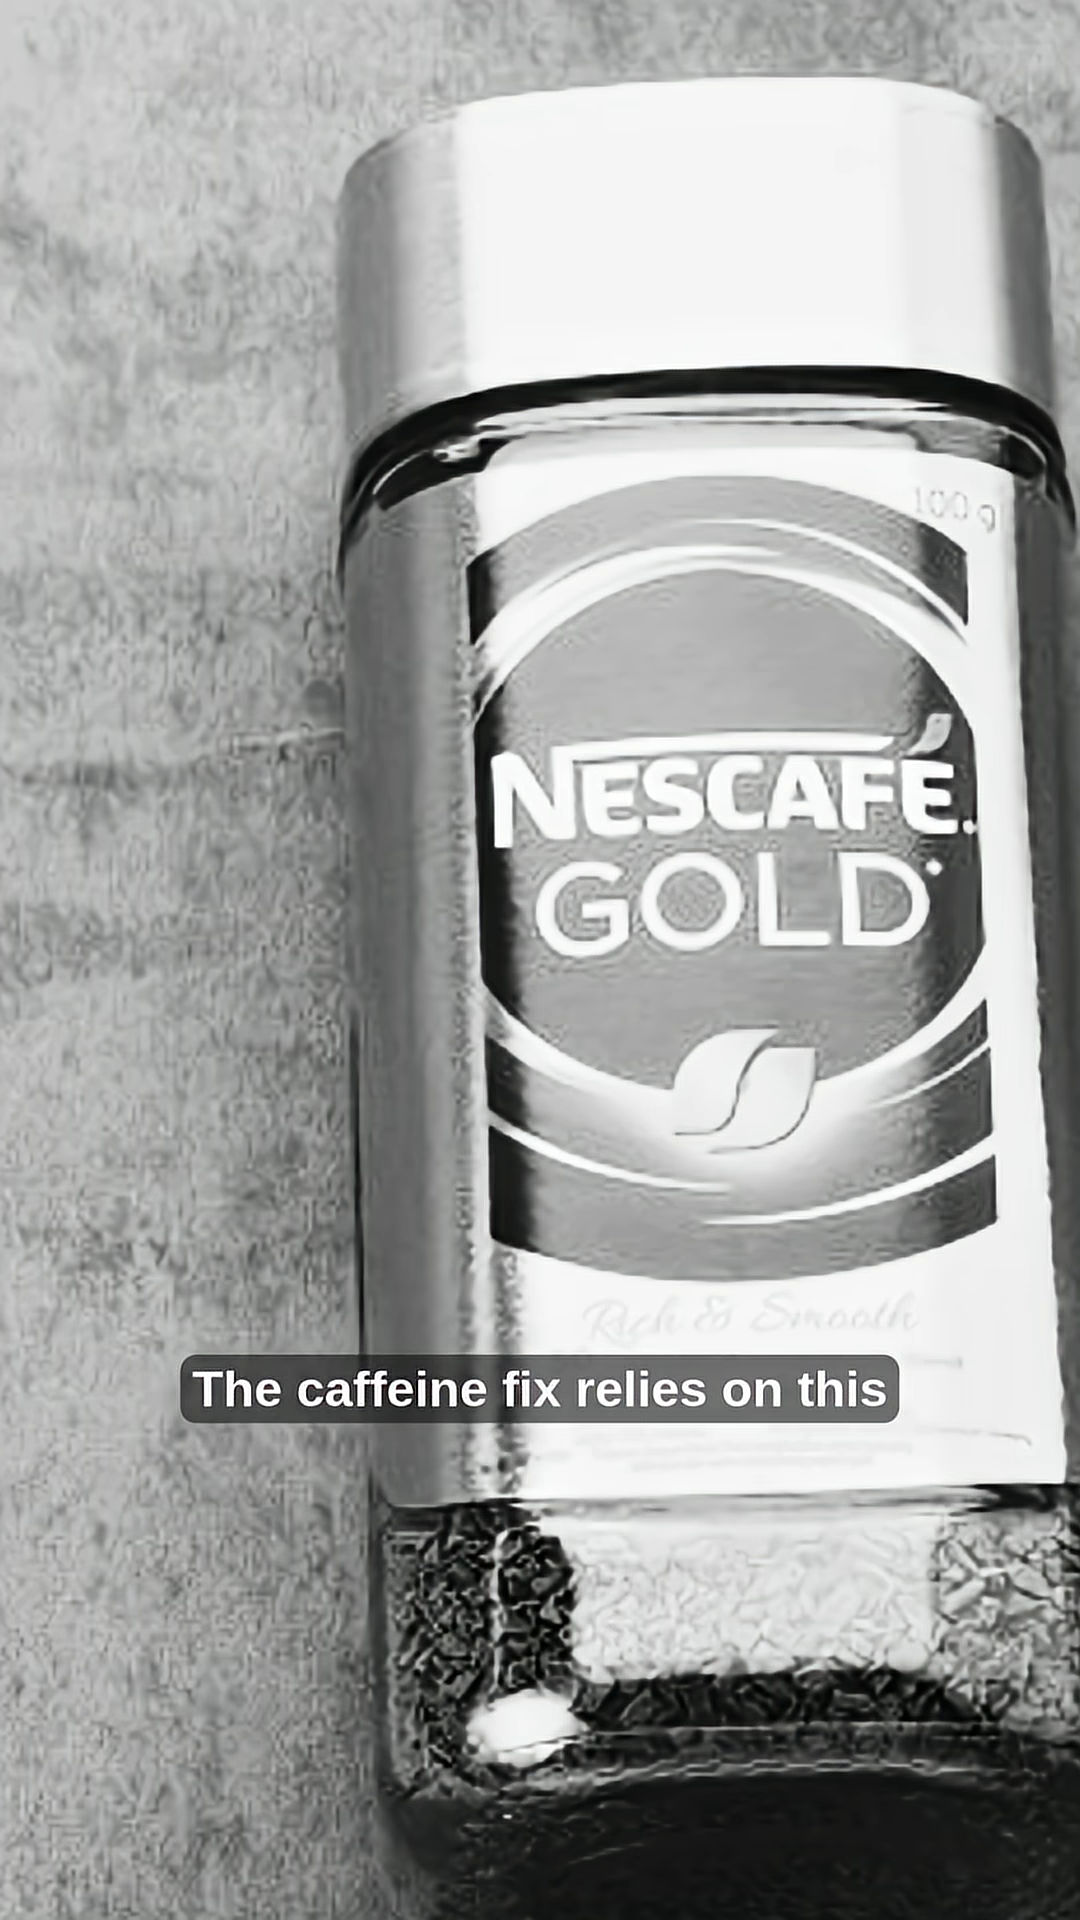 100 g
NESCAFÉ.
GOLD
Rich & Smooth
The caffeine fix relies on this